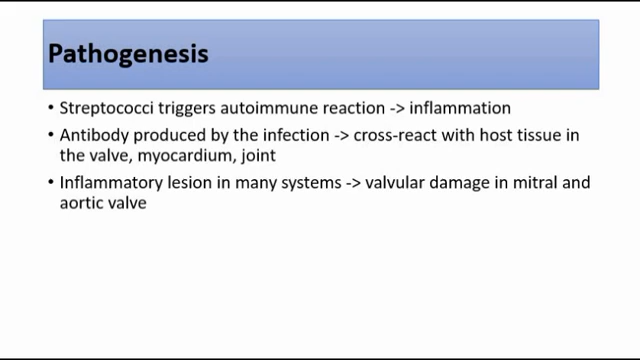 Pathogenesis
• Streptococci triggers autoimmune reaction -> inflammation
• Antibody produced by the infection -> cross-react with host tissue in
the valve, myocardium, joint
• Inflammatory lesion in many systems -> valvular damage in mitral and
aortic valve